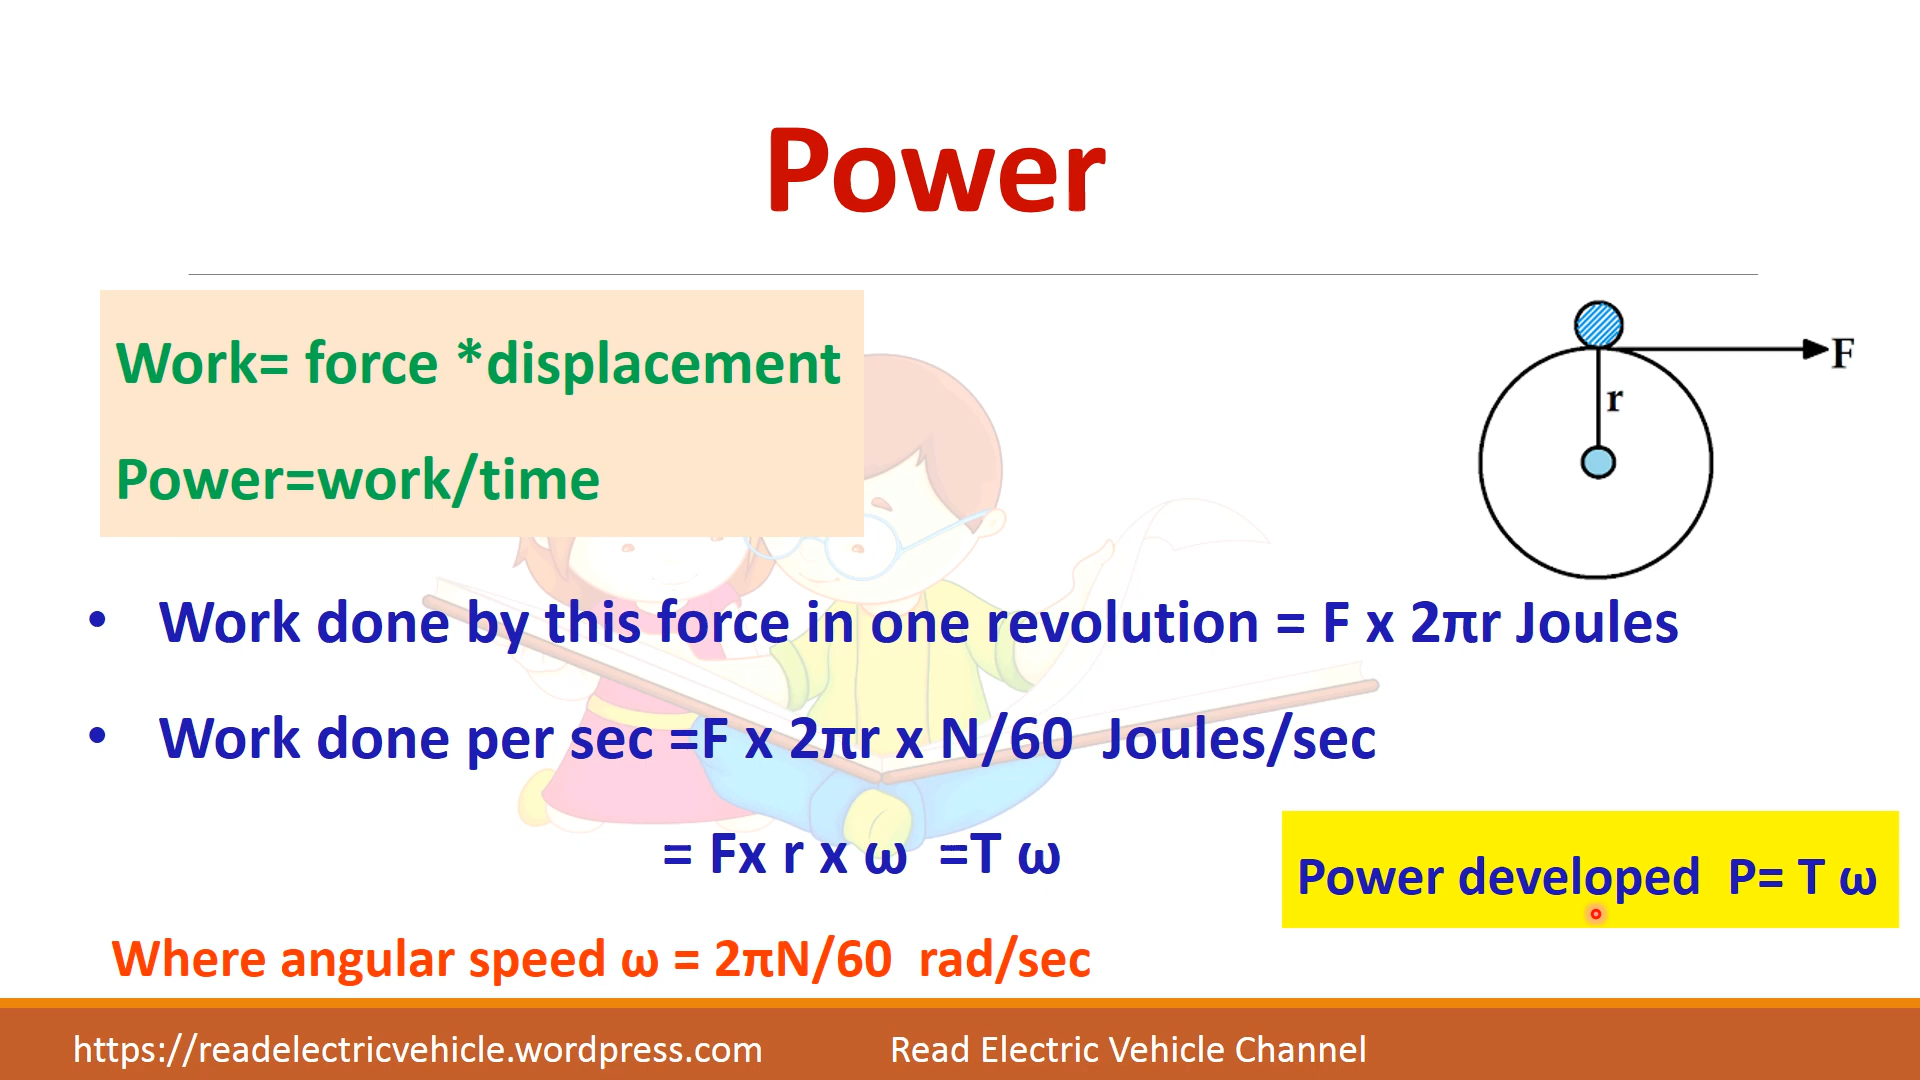 Power
Work= force *displacement
Power=work/time
F
r
• Work done by this force in one revolution = F x 2πr Joules
• Work done per sec =F x 2πr x N/60 Joules/sec
= Fx r x ω =T ω
Power developed P= T ω
Where angular speed ω = 2πN/60 rad/sec
https://readelectricvehicle.wordpress.com Read Electric Vehicle Channel